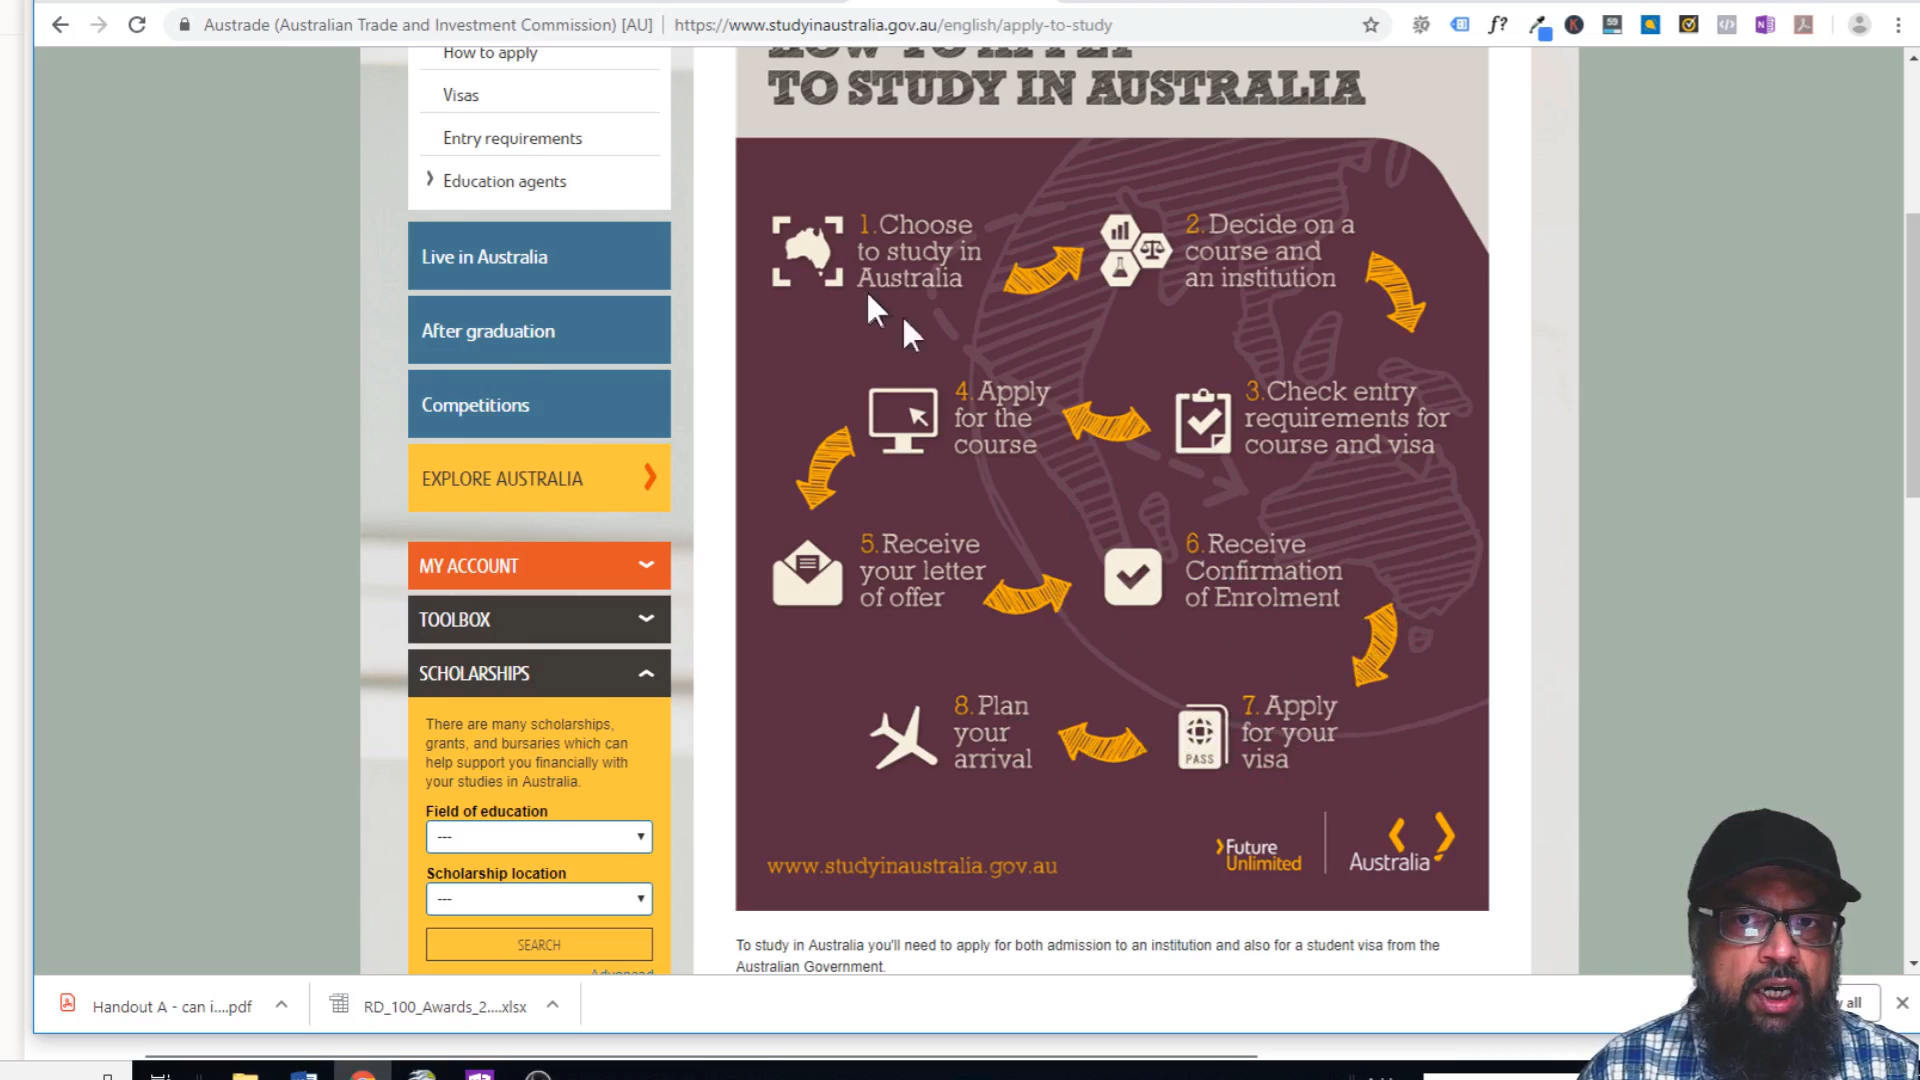 Austrade (Australian Trade and Investment Commission) [AU] | https://www.studyinaustralia.gov.au/english/apply-to-study
f?
K
59
How to apply
Visas
Entry requirements
Education agents
Live in Australia
After graduation
Competitions
EXPLORE AUSTRALIA
MY ACCOUNT
TOOLBOX
SCHOLARSHIPS
There are many scholarships,
grants, and bursaries which can
help support you financially with
your studies in Australia.
Field of education
---
Scholarship location
---
SEARCH
Advanced
HOW TO APPLY
TO STUDY IN AUSTRALIA
1.Choose
to study in
Australia
2.Decide on a
course and
an institution
3.Check entry
requirements for
course and visa
4.Apply
for the
course
5.Receive
your letter
of offer
6.Receive
Confirmation
of Enrolment
7.Apply
for your
visa
PASS
8.Plan
your
arrival
www.studyinaustralia.gov.au
Future
Unlimited
Australia
To study in Australia you'll need to apply for both admission to an institution and also for a student visa from the
Australian Government.
Handout A - can i....pdf
RD_100_Awards_2....xlsx
all